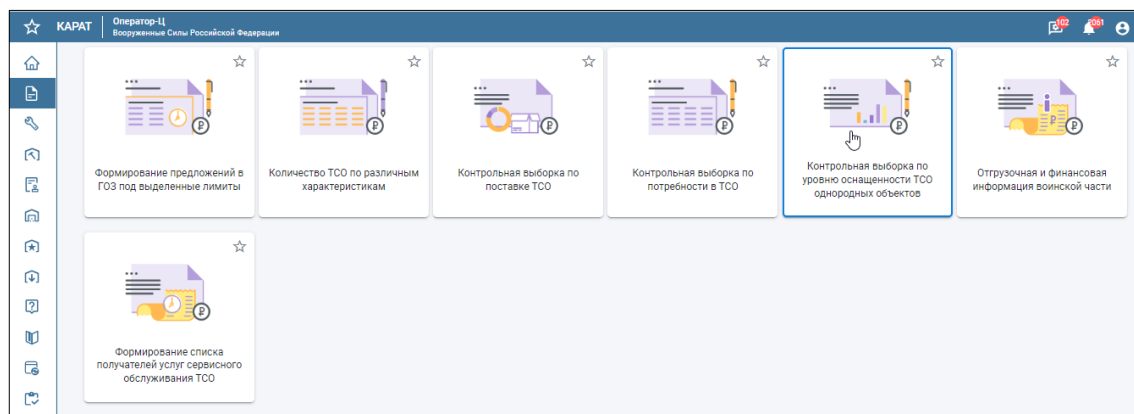 КАРАТ
Оператор-Ц
Вооруженные Силы Российской Федерации
102
2061
Формирование предложений в
ГОЗ под выделенные лимиты
Количество ТСО по различным
характеристикам
Контрольная выборка по
поставке ТСО
Контрольная выборка по
потребности в ТСО
Контрольная выборка по
уровню оснащенности ТСО
однородных объектов
Отгрузочная и финансовая
информация воинской части
Формирование списка
получателей услуг сервисного
обслуживания ТСО